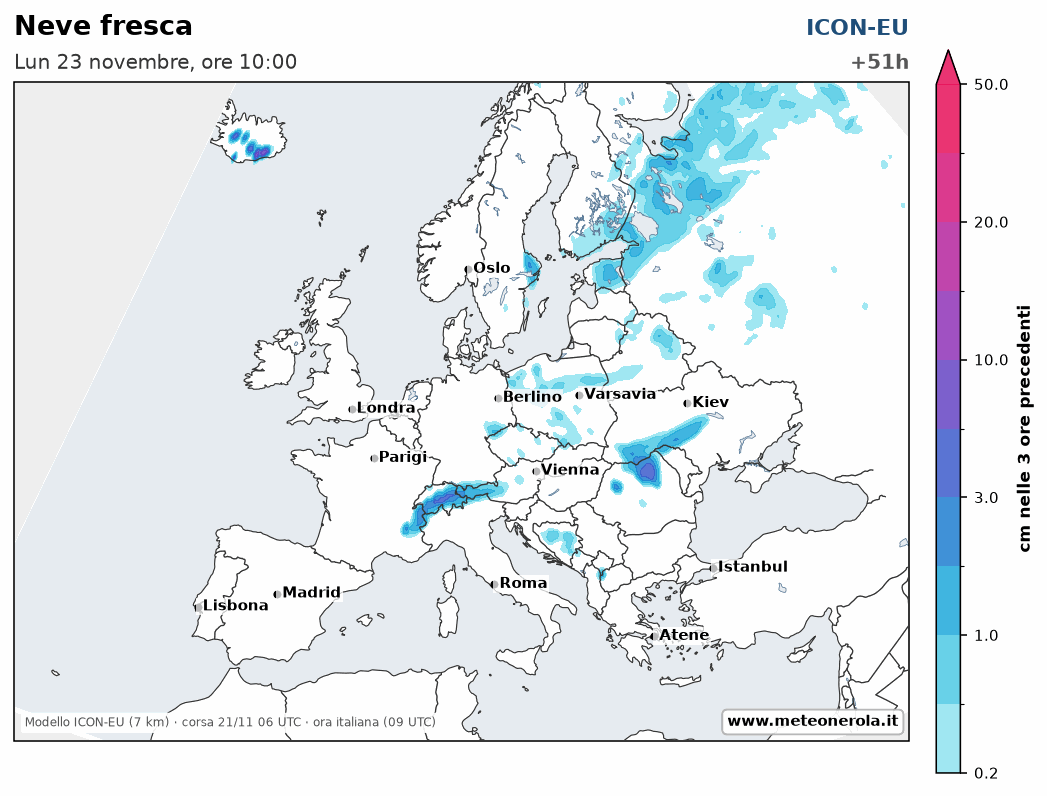 Neve fresca
ICON-EU
Lun 23 novembre, ore 10:00
+51h
50.0
20.0
10.0
3.0
1.0
0.2
cm nelle 3 ore precedenti
Oslo
Berlino
Varsavia
Kiev
Londra
Parigi
Vienna
Istanbul
Roma
Madrid
Lisbona
Atene
Modello ICON-EU (7 km) · corsa 21/11 06 UTC · ora italiana (09 UTC)
www.meteonerola.it